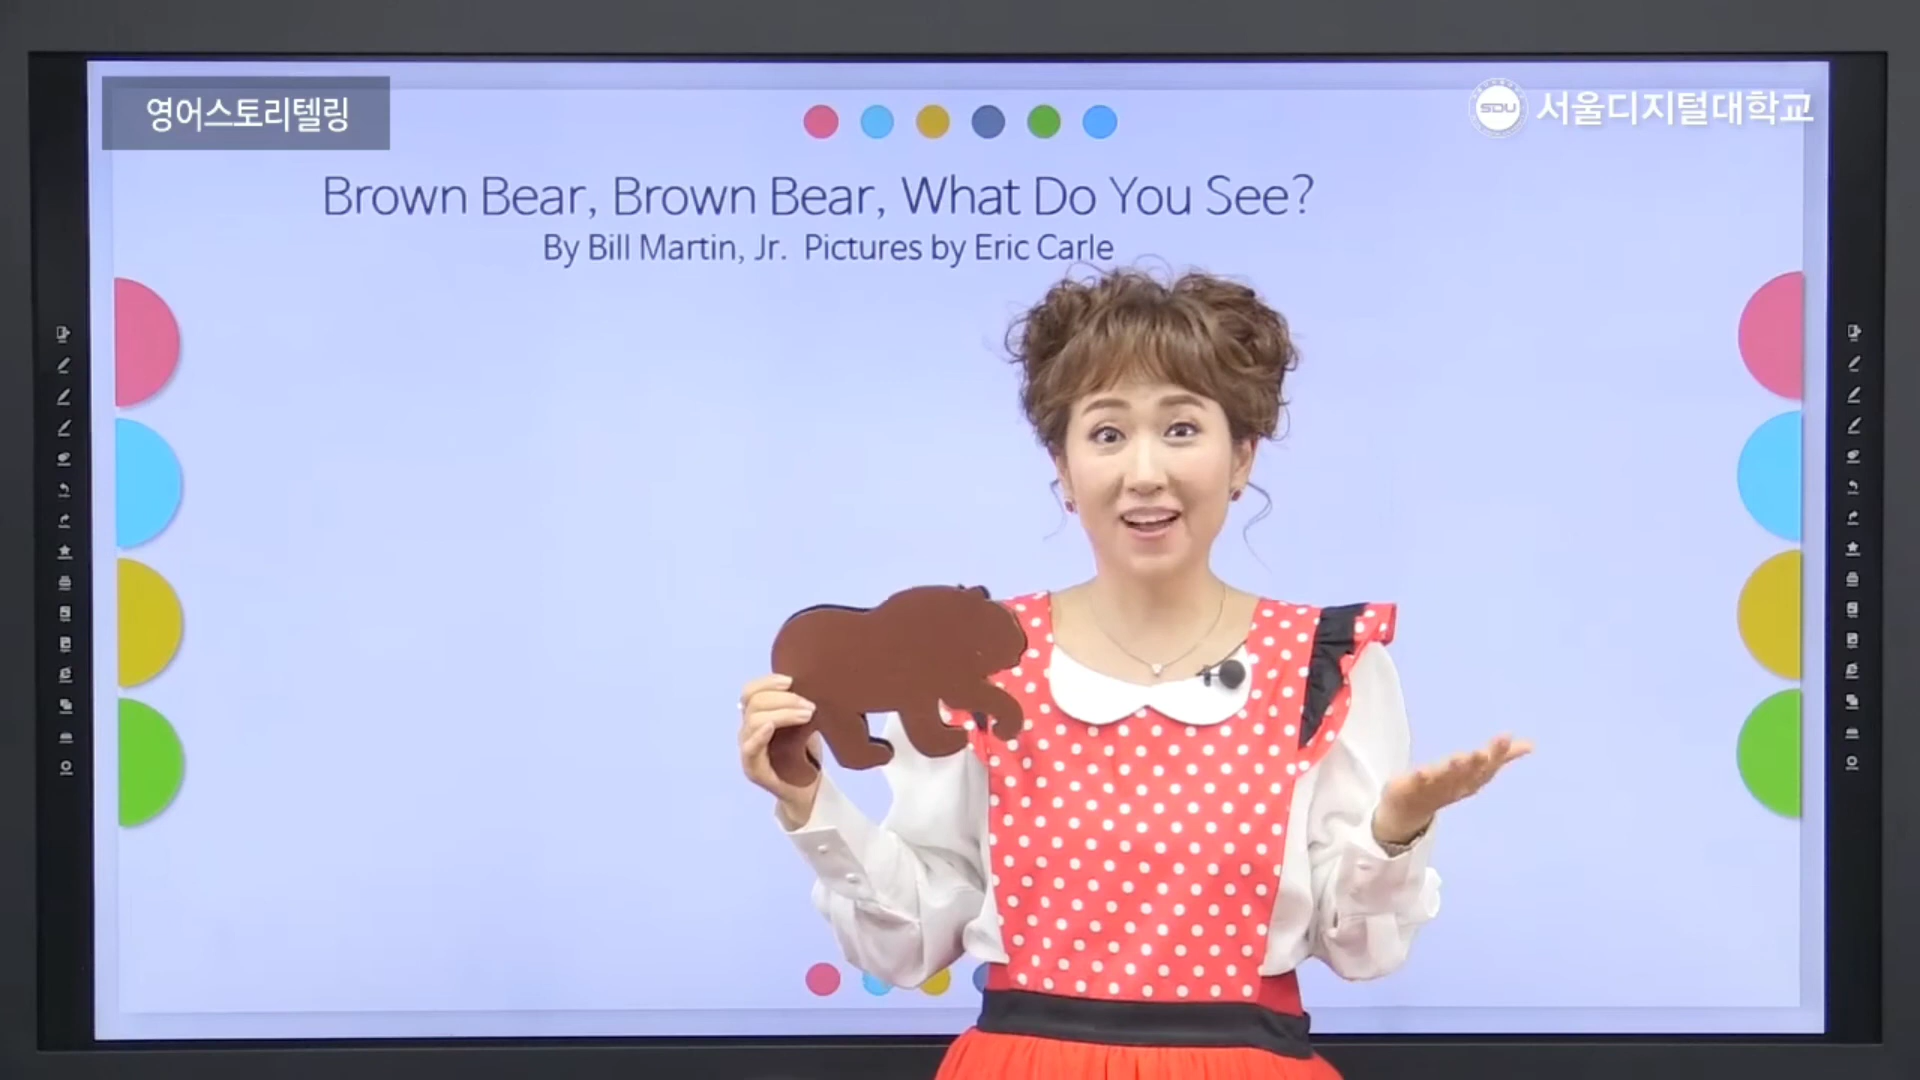 영어스토리텔링
SDU 서울디지털대학교
Brown Bear, Brown Bear, What Do You See?
By Bill Martin, Jr. Pictures by Eric Carle